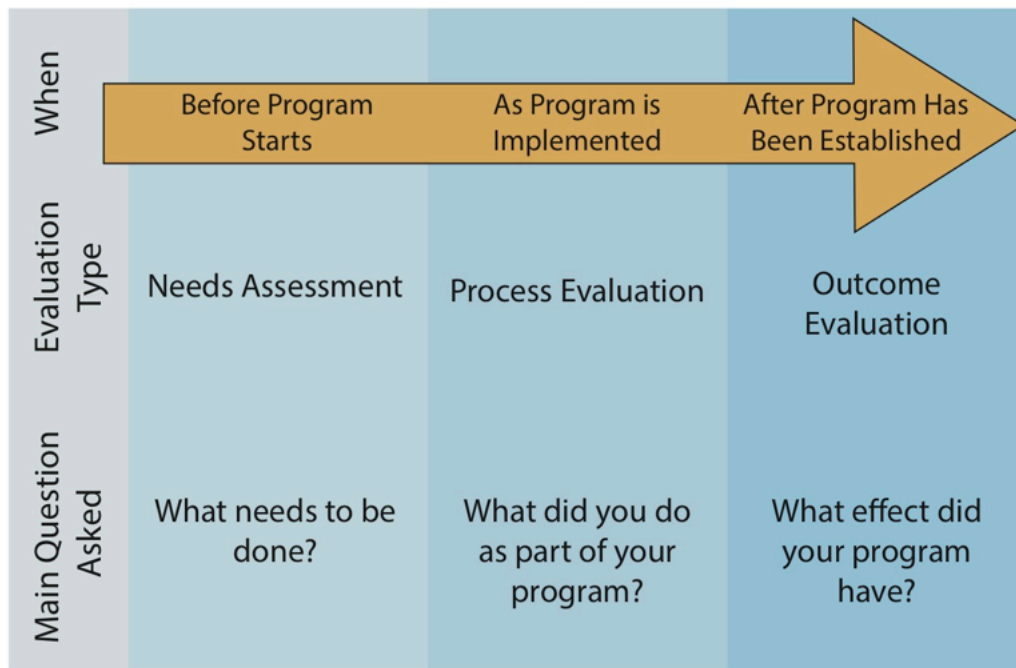 When
Before Program
Starts
As Program is
Implemented
After Program Has
Been Established
Evaluation
Type
Needs Assessment
Process Evaluation
Outcome
Evaluation
Main Question
Asked
What needs to be
done?
What did you do
as part of your
program?
What effect did
your program
have?